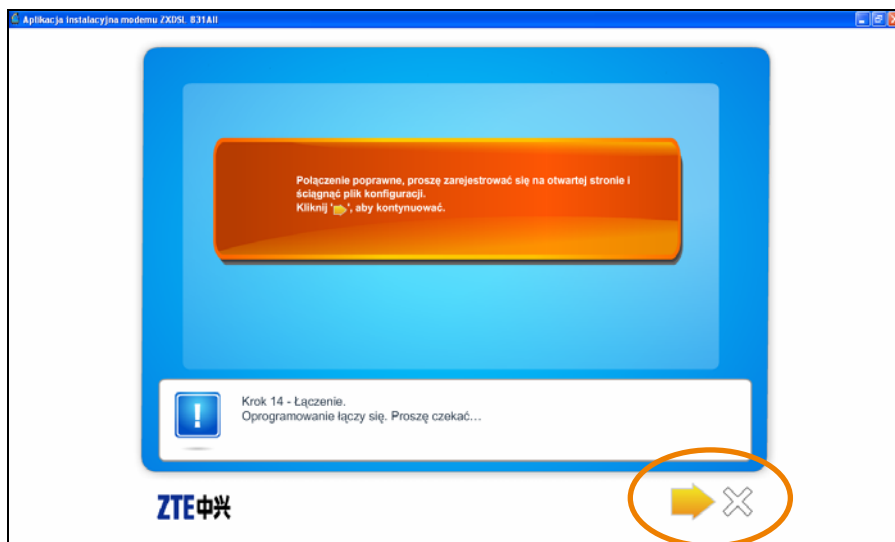 Aplikacja instalacyjna modemu ZXDSL 831AII
Połączenie poprawne, proszę zarejestrować się na otwartej stronie i
ściągnąć plik konfiguracji.
Kliknij '➡', aby kontynuować.
Krok 14 - Łączenie.
Oprogramowanie łączy się. Proszę czekać...
ZTE中兴